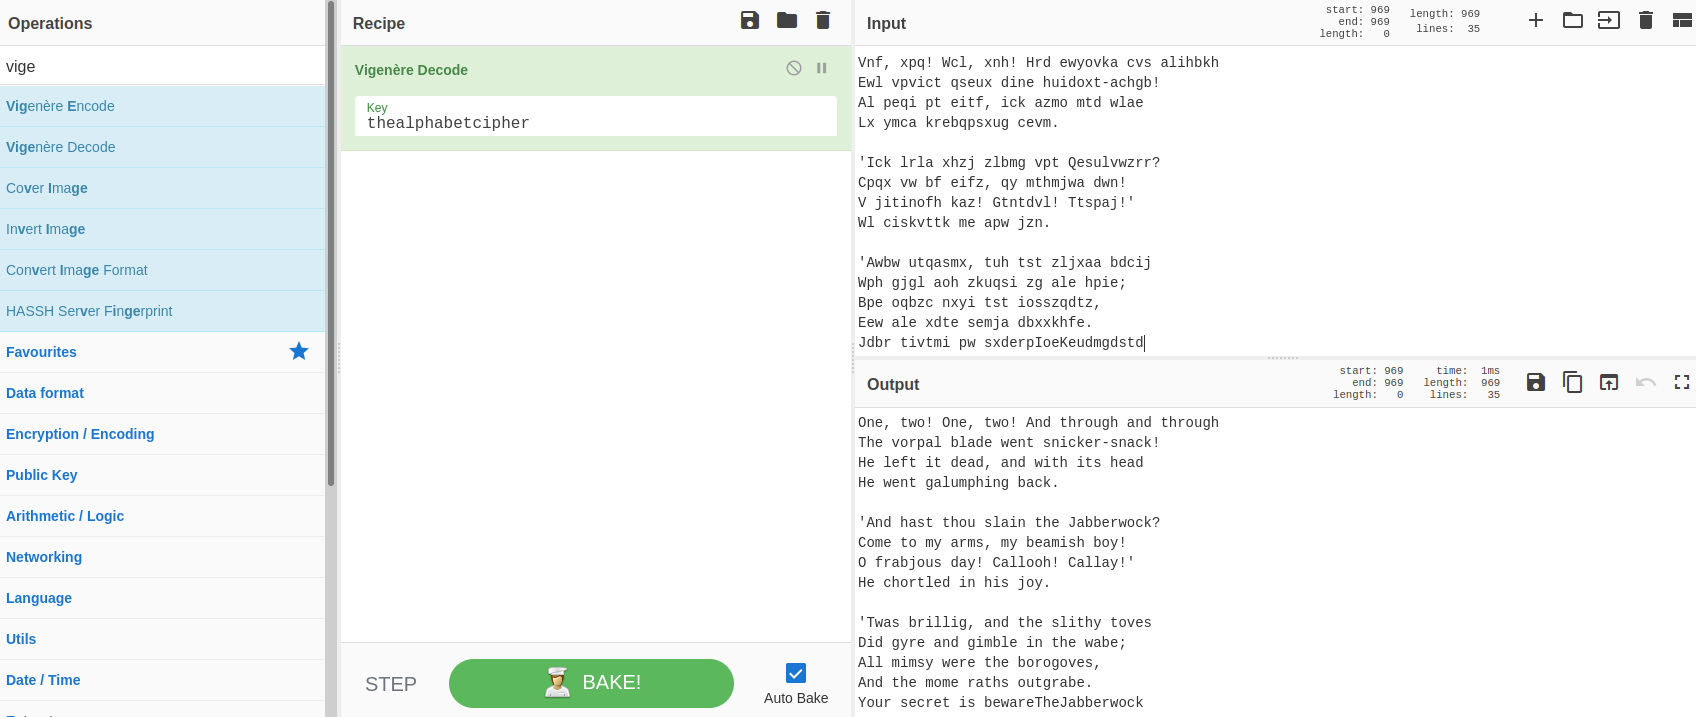 Operations
vige
Vigenère Encode
Vigenère Decode
Cover Image
Invert Image
Convert Image Format
HASSH Server Fingerprint
Favourites
Data format
Encryption / Encoding
Public Key
Arithmetic / Logic
Networking
Language
Utils
Date / Time
Recipe
Vigenère Decode
Key
thealphabetcipher
STEP
BAKE!
Auto Bake
Input
start: 969
end: 969
length: 0
length: 969
lines: 35
Vnf, xpq! Wcl, xnh! Hrd ewyovka cvs alihbkh
Ewl vpvict qseux dine huidoxt-achgb!
Al peqi pt eitf, ick azmo mtd wlae
Lx ymca krebqpsxug cevm.
'Ick lrla xhzj zlbmg vpt Qesulvwzrr?
Cpqx vw bf eifz, qy mthmjwa dwn!
V jitinofh kaz! Gtntdvl! Ttspaj!'
Wl ciskvttk me apw jzn.
'Awbw utqasmx, tuh tst zljxaa bdcij
Wph gjgl aoh zkuqsi zg ale hpie;
Bpe oqbzc nxyi tst iosszqdtz,
Eew ale xdte semja dbxxkhfe.
Jdbr tivtmi pw sxderpIoeKeudmgdstd
Output
start: 969
end: 969
length: 0
time: 1ms
length: 969
lines: 35
One, two! One, two! And through and through
The vorpal blade went snicker-snack!
He left it dead, and with its head
He went galumphing back.
'And hast thou slain the Jabberwock?
Come to my arms, my beamish boy!
O frabjous day! Callooh! Callay!'
He chortled in his joy.
'Twas brillig, and the slithy toves
Did gyre and gimble in the wabe;
All mimsy were the borogoves,
And the mome raths outgrabe.
Your secret is bewareTheJabberwock